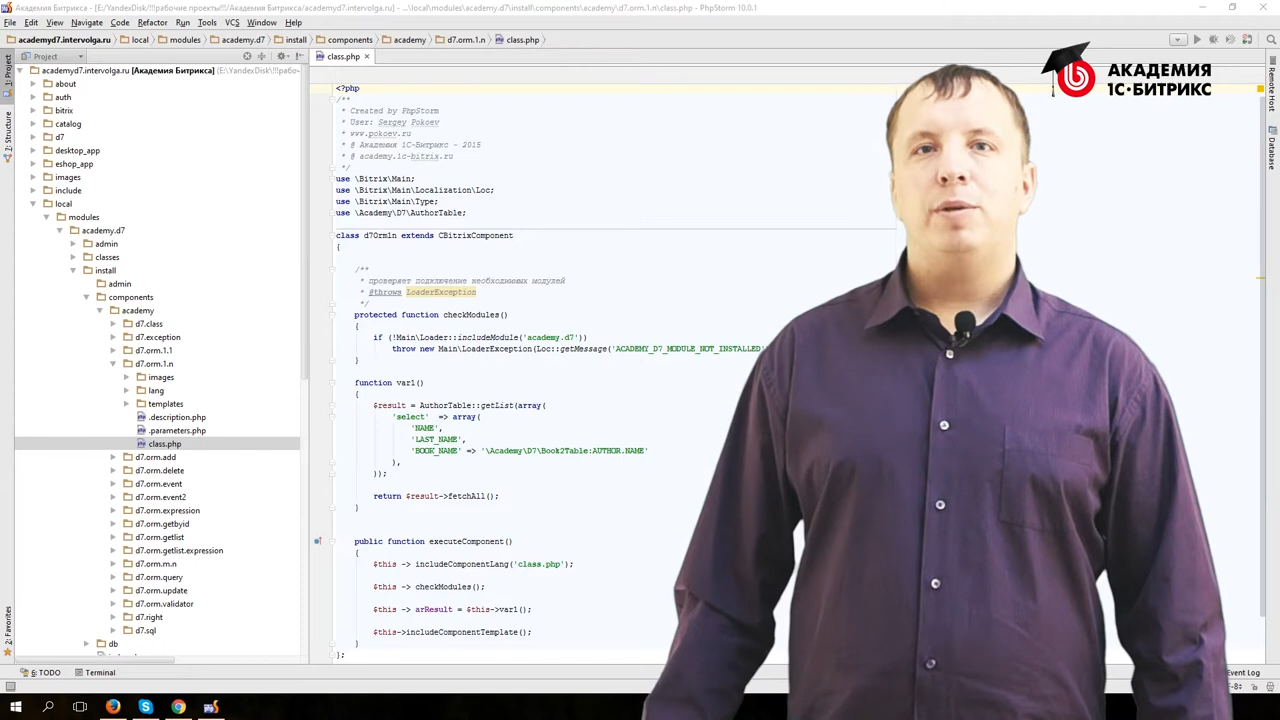 Академия Битрикса - [E:\YandexDisk\!!!рабочие проекты!!!\Академия Битрикса\academyd7.intervolga.ru] - ...\local\modules\academy.d7\install\components\academy\d7.orm.1.n\class.php] - PhpStorm 10.0.1
File Edit View Navigate Code Refactor Run Tools VCS Window Help
academyd7.intervolga.ru local modules academy.d7 install components academy d7.orm.1.n class.php
Project
class.php
1: Project
Z: Structure
2: Favorites
Remote Host
Database
academyd7.intervolga.ru [Академия Битрикса]
about
auth
bitrix
catalog
d7
desktop_app
eshop_app
images
include
local
modules
academy.d7
admin
classes
install
admin
components
academy
d7.class
d7.exception
d7.orm.1.1
d7.orm.1.n
images
lang
templates
.description.php
.parameters.php
class.php
d7.orm.add
d7.orm.delete
d7.orm.event
d7.orm.event2
d7.orm.expression
d7.orm.getbyid
d7.orm.getlist
d7.orm.getlist.expression
d7.orm.m.n
d7.orm.query
d7.orm.update
d7.orm.validator
d7.right
d7.sql
db
<?php
/**
* Created by PhpStorm
* User: Sergey Pokoev
* www.pokoev.ru
* @ Академия 1С-Битрикс - 2015
* @ academy.1c-bitrix.ru
*/
use \Bitrix\Main;
use \Bitrix\Main\Localization\Loc;
use \Bitrix\Main\Type;
use \Academy\D7\AuthorTable;
class d7Orm1n extends CBitrixComponent
{
/**
* проверяет подключение необходимых модулей
* @throws LoaderException
*/
protected function checkModules()
{
if (!Main\Loader::includeModule('academy.d7'))
throw new Main\LoaderException(Loc::getMessage('ACADEMY_D7_MODULE_NOT_INSTALLED'
}
function var1()
{
$result = AuthorTable::getList(array(
'select' => array(
'NAME',
'LAST_NAME',
'BOOK_NAME' => '\Academy\D7\Book2Table:AUTHOR.NAME'
),
));
return $result->fetchAll();
}
public function executeComponent()
{
$this -> includeComponentLang('class.php');
$this -> checkModules();
$this -> arResult = $this->var1();
$this->includeComponentTemplate();
}
};
АКАДЕМИЯ
1С·БИТРИКС
6: TODO Terminal
Event Log